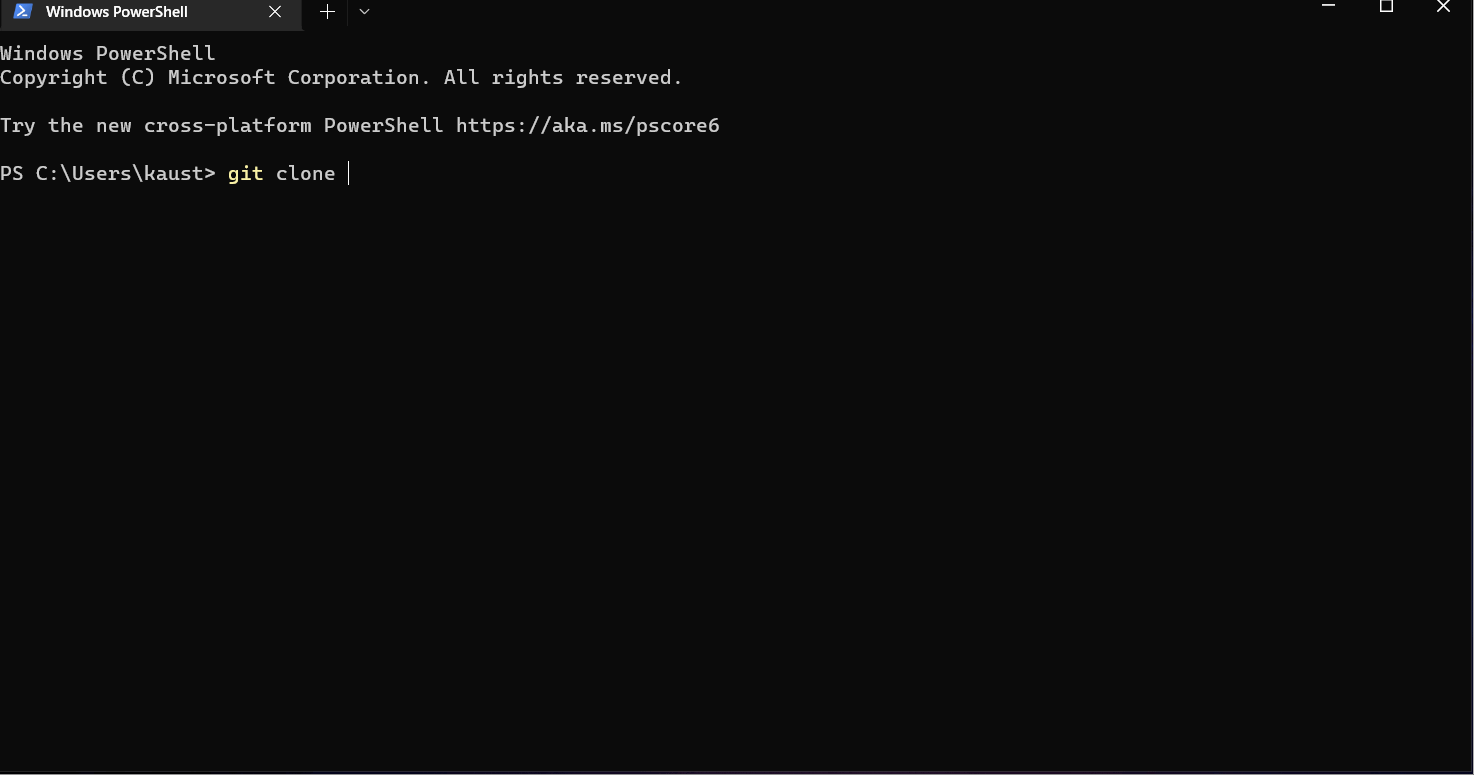 Windows PowerShell
Windows PowerShell
Copyright (C) Microsoft Corporation. All rights reserved.
Try the new cross-platform PowerShell https://aka.ms/pscore6
PS C:\Users\kaust> git clone